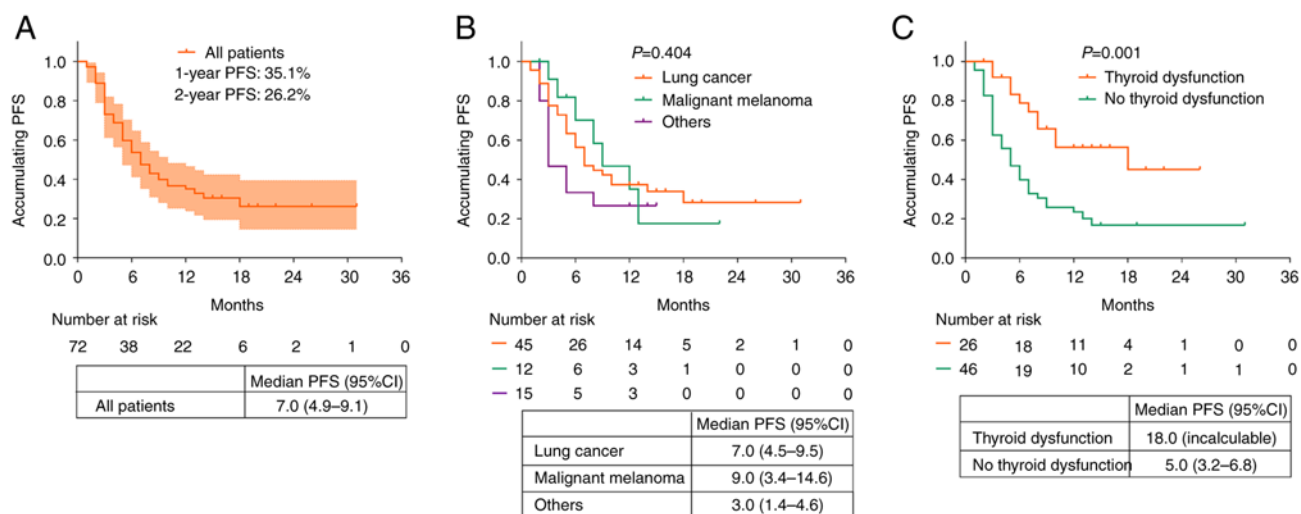 A
All patients
1-year PFS: 35.1%
2-year PFS: 26.2%
Accumulating PFS
1.0
0.8
0.6
0.4
0.2
0.0
0 6 12 18 24 30 36
Months
Number at risk
72 38 22 6 2 1 0
Median PFS (95%CI)
All patients 7.0 (4.9–9.1)
B
P=0.404
Lung cancer
Malignant melanoma
Others
Accumulating PFS
1.0
0.8
0.6
0.4
0.2
0.0
0 6 12 18 24 30 36
Months
Number at risk
45 26 14 5 2 1 0
12 6 3 1 0 0 0
15 5 3 0 0 0 0
Median PFS (95%CI)
Lung cancer 7.0 (4.5–9.5)
Malignant melanoma 9.0 (3.4–14.6)
Others 3.0 (1.4–4.6)
C
P=0.001
Thyroid dysfunction
No thyroid dysfunction
Accumulating PFS
1.0
0.8
0.6
0.4
0.2
0.0
0 6 12 18 24 30 36
Months
Number at risk
26 18 11 4 1 0 0
46 19 10 2 1 1 0
Median PFS (95%CI)
Thyroid dysfunction 18.0 (incalculable)
No thyroid dysfunction 5.0 (3.2–6.8)